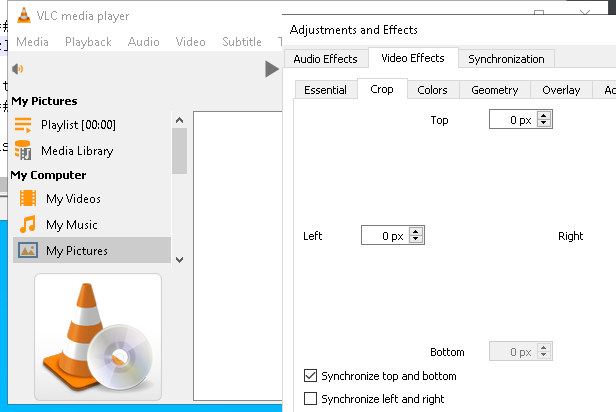 VLC media player
Media Playback Audio Video Subtitle
My Pictures
Playlist [00:00]
Media Library
My Computer
My Videos
My Music
My Pictures
Adjustments and Effects
Audio Effects Video Effects Synchronization
Essential Crop Colors Geometry Overlay
Top 0 px
Left 0 px Right
Bottom 0 px
Synchronize top and bottom
Synchronize left and right